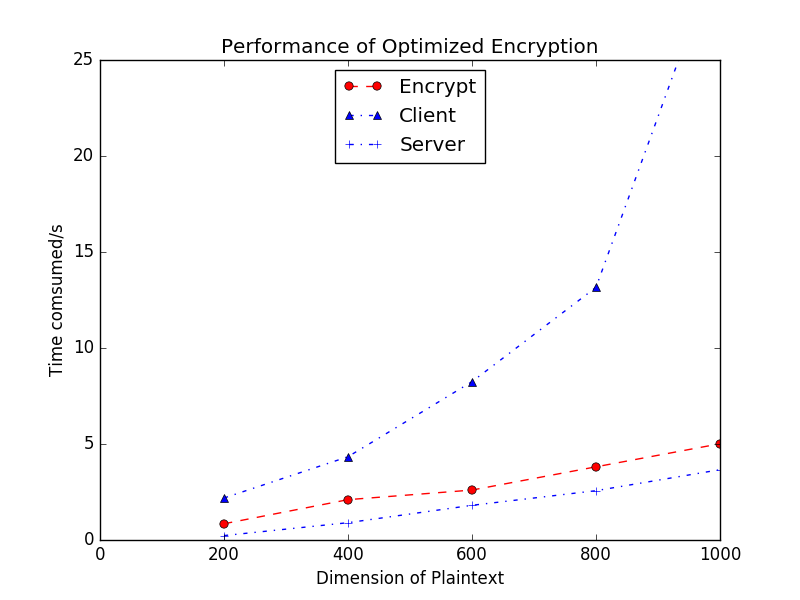 Performance of Optimized Encryption
25
20
15
10
5
0
Time comsumed/s
Encrypt
Client
Server
0 200 400 600 800 1000
Dimension of Plaintext